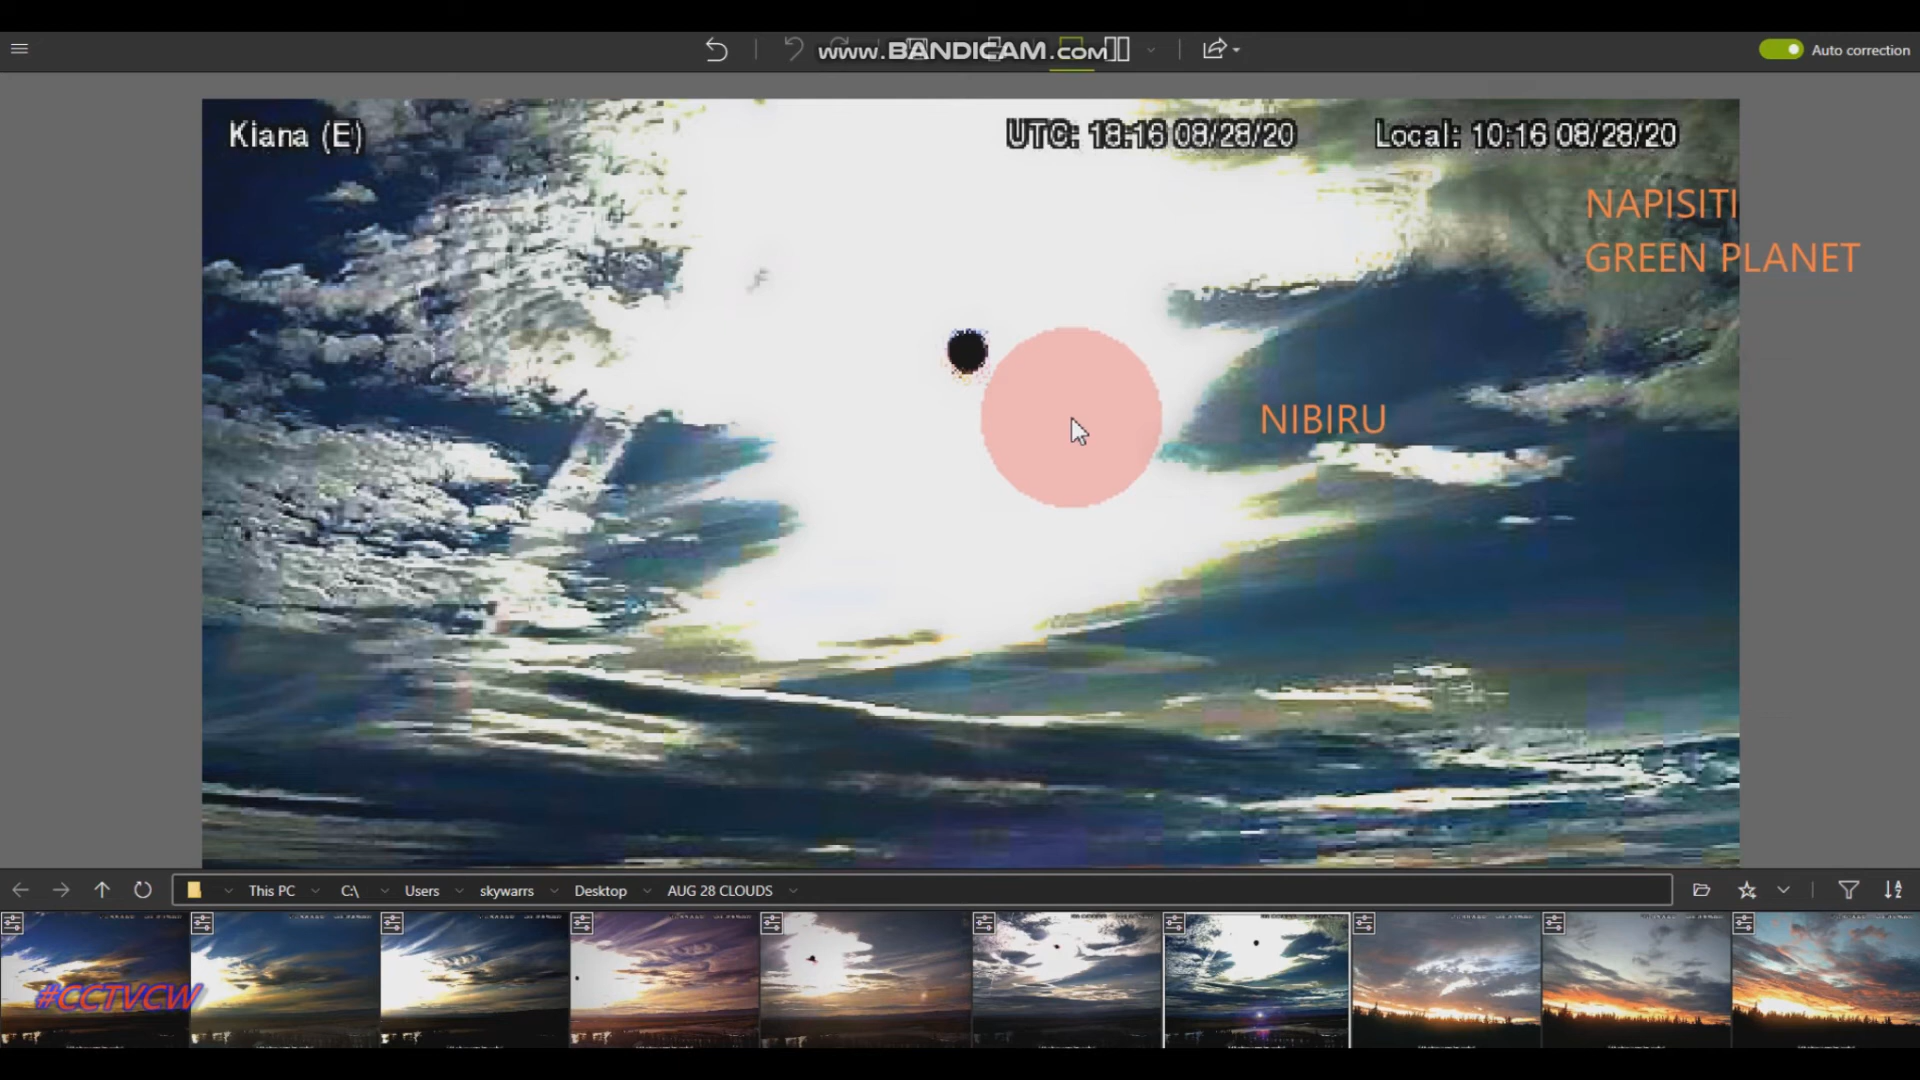 www.BANDICAM.com
Auto correction
Kiana (E)
UTC: 18:16 08/28/20
Local: 10:16 08/28/20
NAPISITI
GREEN PLANET
NIBIRU
This PC
C:\
Users
skywarrs
Desktop
AUG 28 CLOUDS
#CCTVCW